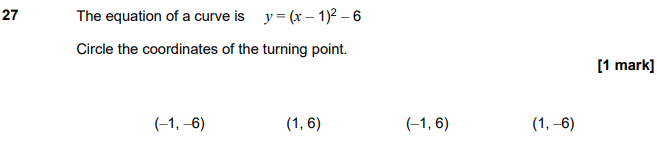 27 The equation of a curve is y = (x – 1)² – 6
Circle the coordinates of the turning point.
[1 mark]
(–1, –6) (1, 6) (–1, 6) (1, –6)